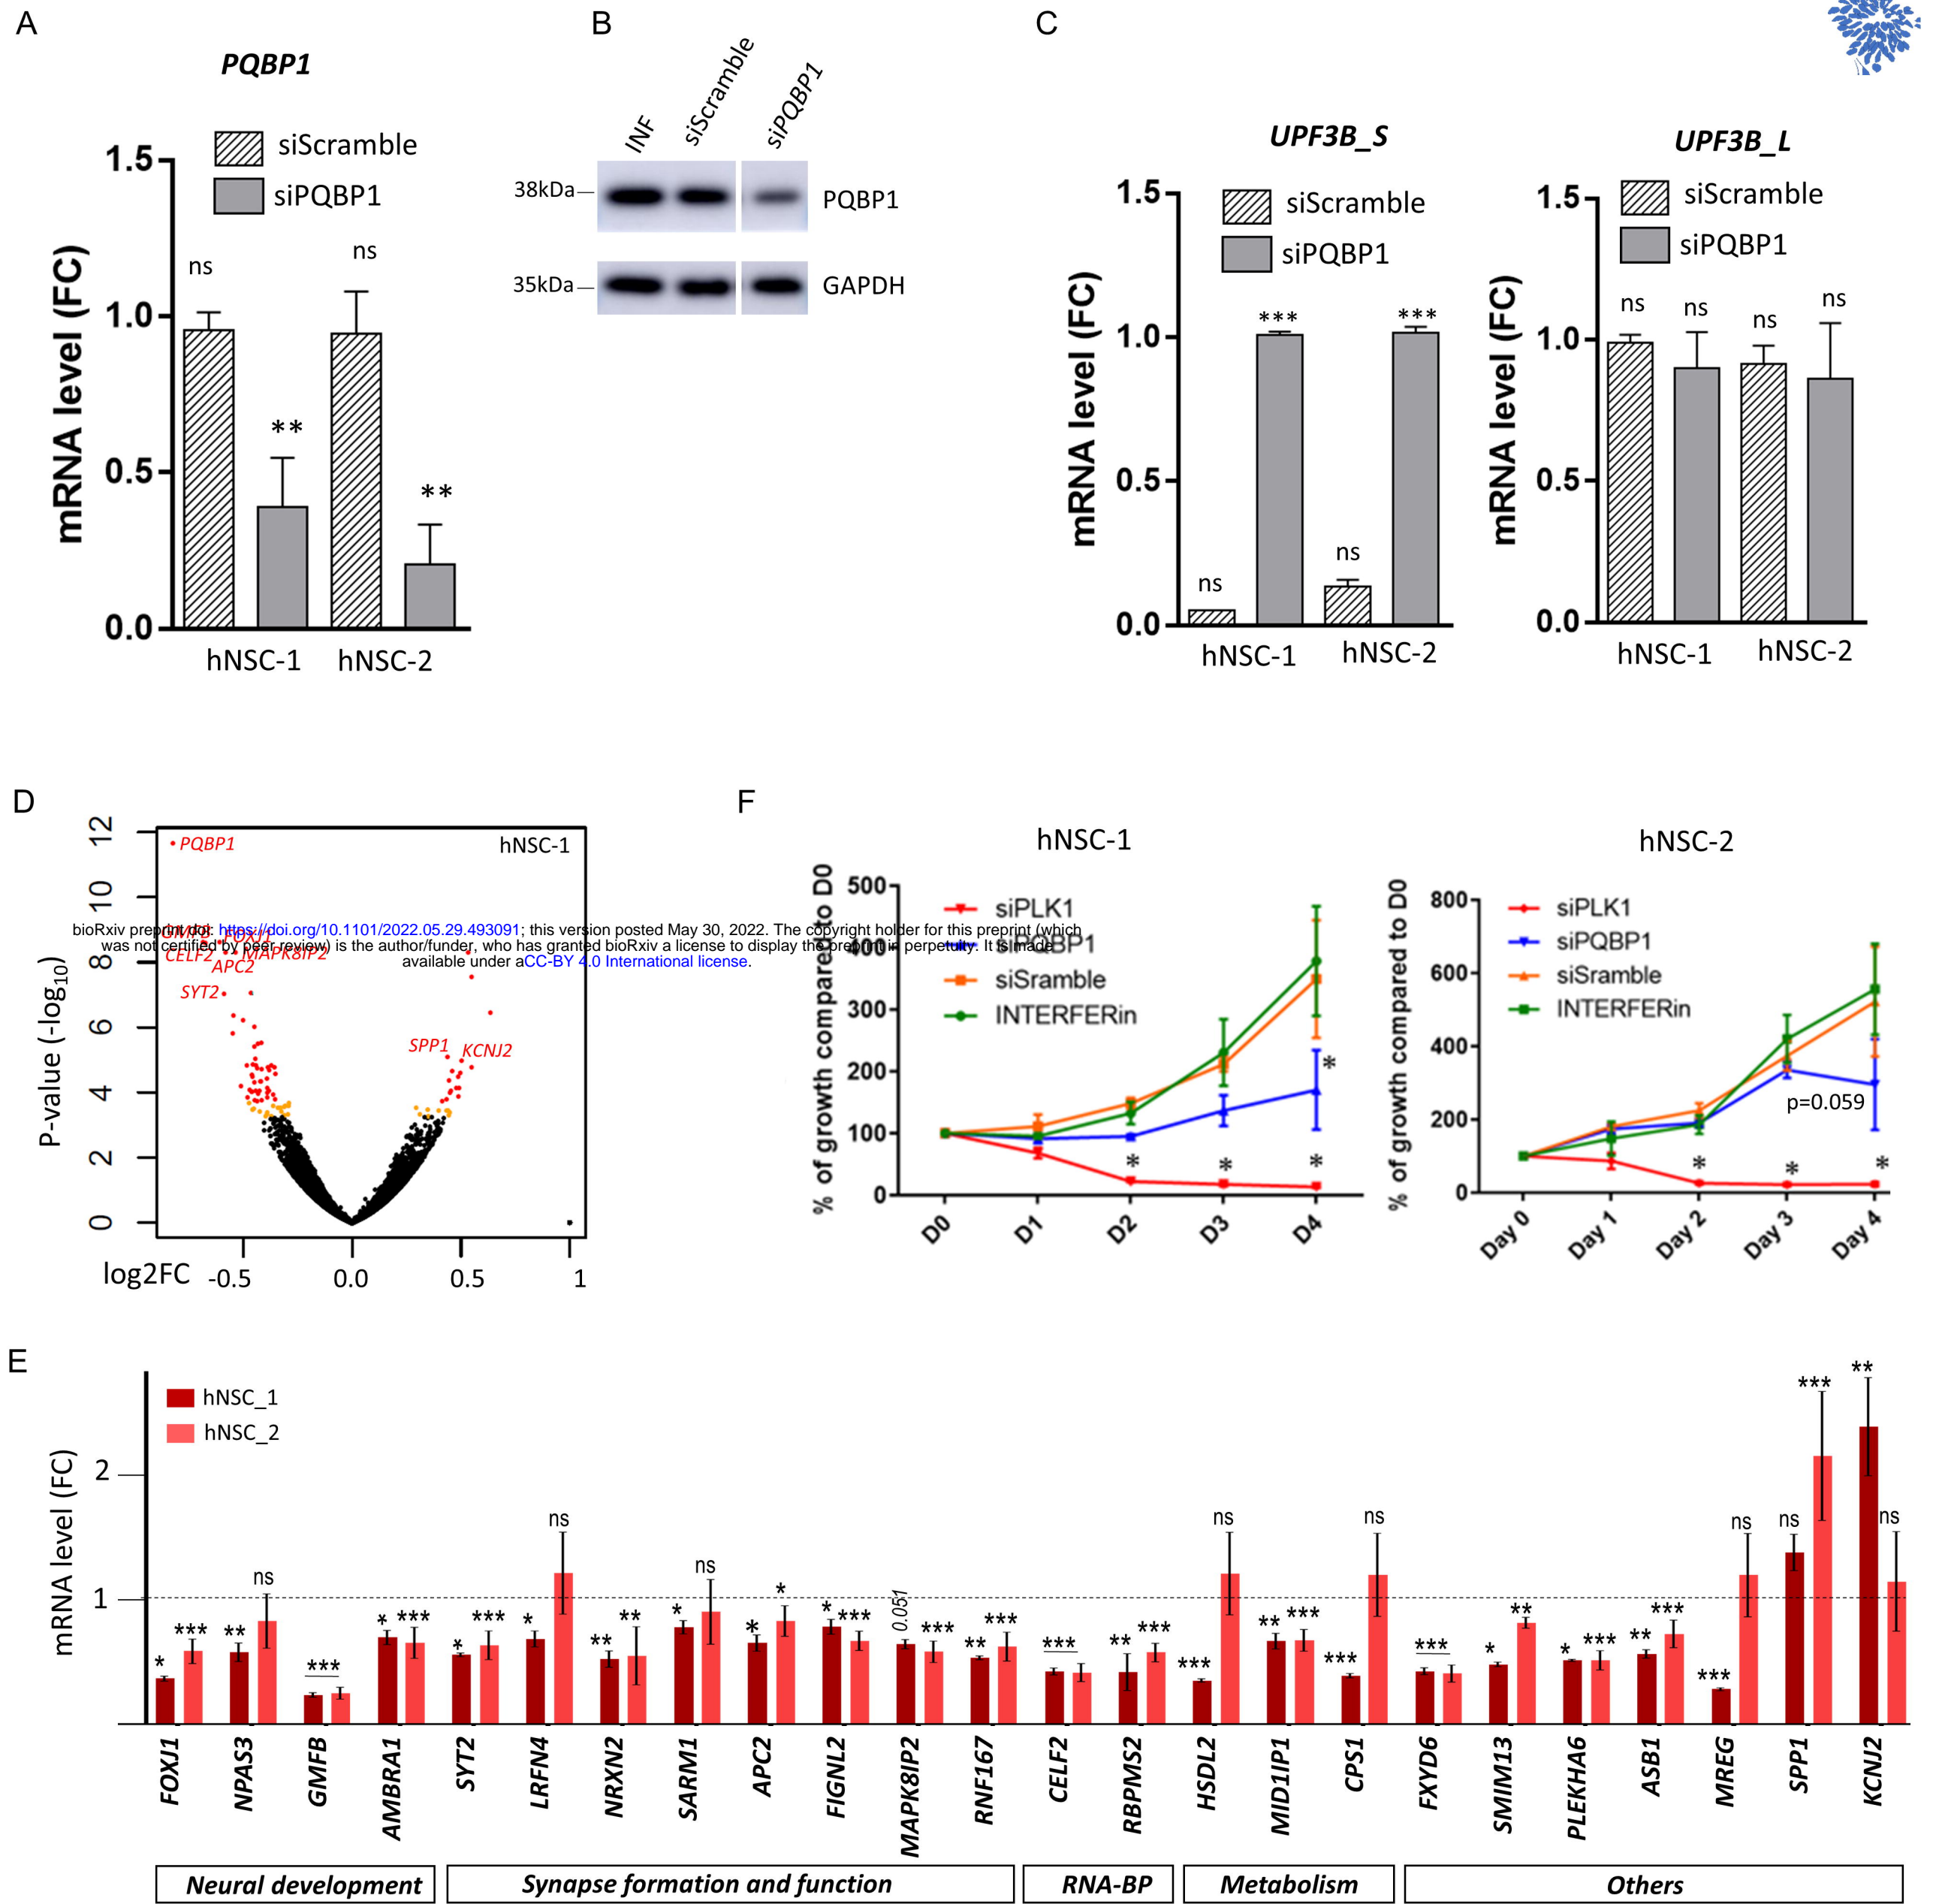 A
PQBP1
siScramble
siPQBP1
mRNA level (FC)
1.5
1.0
0.5
0.0
ns
**
ns
**
hNSC-1
hNSC-2
B
INF
siScramble
siPQBP1
38kDa
PQBP1
35kDa
GAPDH
C
UPF3B_S
siScramble
siPQBP1
mRNA level (FC)
1.5
1.0
0.5
0.0
ns
***
ns
***
hNSC-1
hNSC-2
UPF3B_L
siScramble
siPQBP1
mRNA level (FC)
1.5
1.0
0.5
0.0
ns
ns
ns
ns
hNSC-1
hNSC-2
D
hNSC-1
P-value (-log10)
12
10
8
6
4
2
0
PQBP1
GMFB
FOXJ1
CELF2
MAPK8IP2
APC2
SYT2
SPP1
KCNJ2
log2FC
-0.5
0.0
0.5
1
bioRxiv preprint doi: https://doi.org/10.1101/2022.05.29.493091; this version posted May 30, 2022. The copyright holder for this preprint (which
was not certified by peer review) is the author/funder, who has granted bioRxiv a license to display the preprint in perpetuity. It is made
available under aCC-BY 4.0 International license.
F
hNSC-1
% of growth compared to D0
500
400
300
200
100
0
siPLK1
siPQBP1
siSramble
INTERFERin
*
*
*
*
D0
D1
D2
D3
D4
hNSC-2
% of growth compared to D0
800
600
400
200
0
siPLK1
siPQBP1
siSramble
INTERFERin
p=0.059
*
*
*
Day 0
Day 1
Day 2
Day 3
Day 4
E
hNSC_1
hNSC_2
mRNA level (FC)
2
1
*
***
**
ns
***
*
***
*
***
*
ns
**
**
*
ns
*
*
*
***
0.051
***
**
***
***
**
***
***
ns
**
***
***
ns
***
*
**
*
***
**
***
***
ns
ns
***
**
ns
FOXJ1
NPAS3
GMFB
AMBRA1
SYT2
LRFN4
NRXN2
SARM1
APC2
FIGNL2
MAPK8IP2
RNF167
CELF2
RBPMS2
HSDL2
MID1IP1
CPS1
FXYD6
SMIM13
PLEKHA6
ASB1
MREG
SPP1
KCNJ2
Neural development
Synapse formation and function
RNA-BP
Metabolism
Others